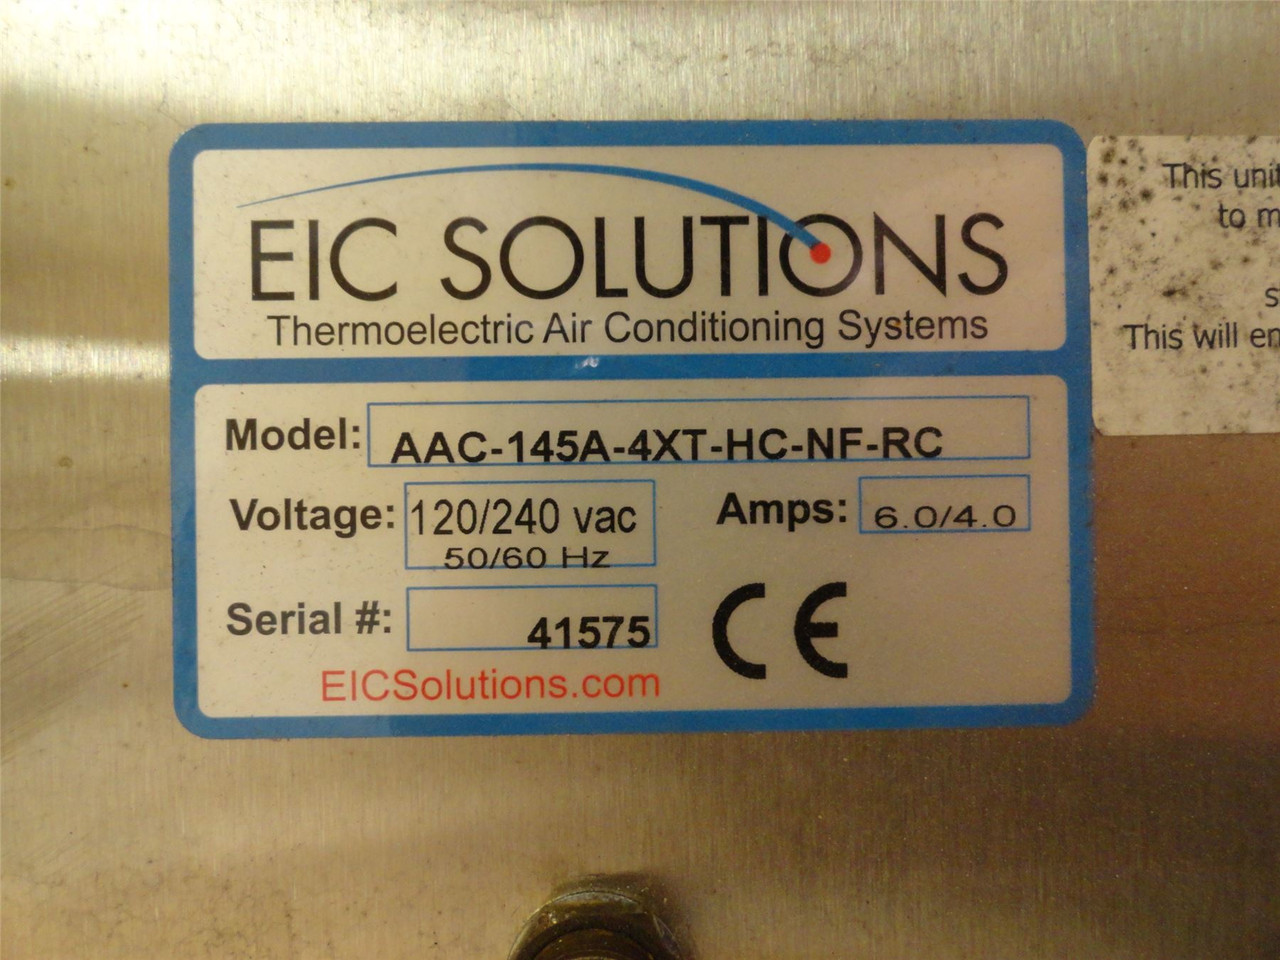 EIC SOLUTIONS
Thermoelectric Air Conditioning Systems
Model: AAC-145A-4XT-HC-NF-RC
Voltage: 120/240 vac
50/60 Hz
Amps: 6.0/4.0
Serial #: 41575
CE
EICSolutions.com
This unit
to m
s
This will en